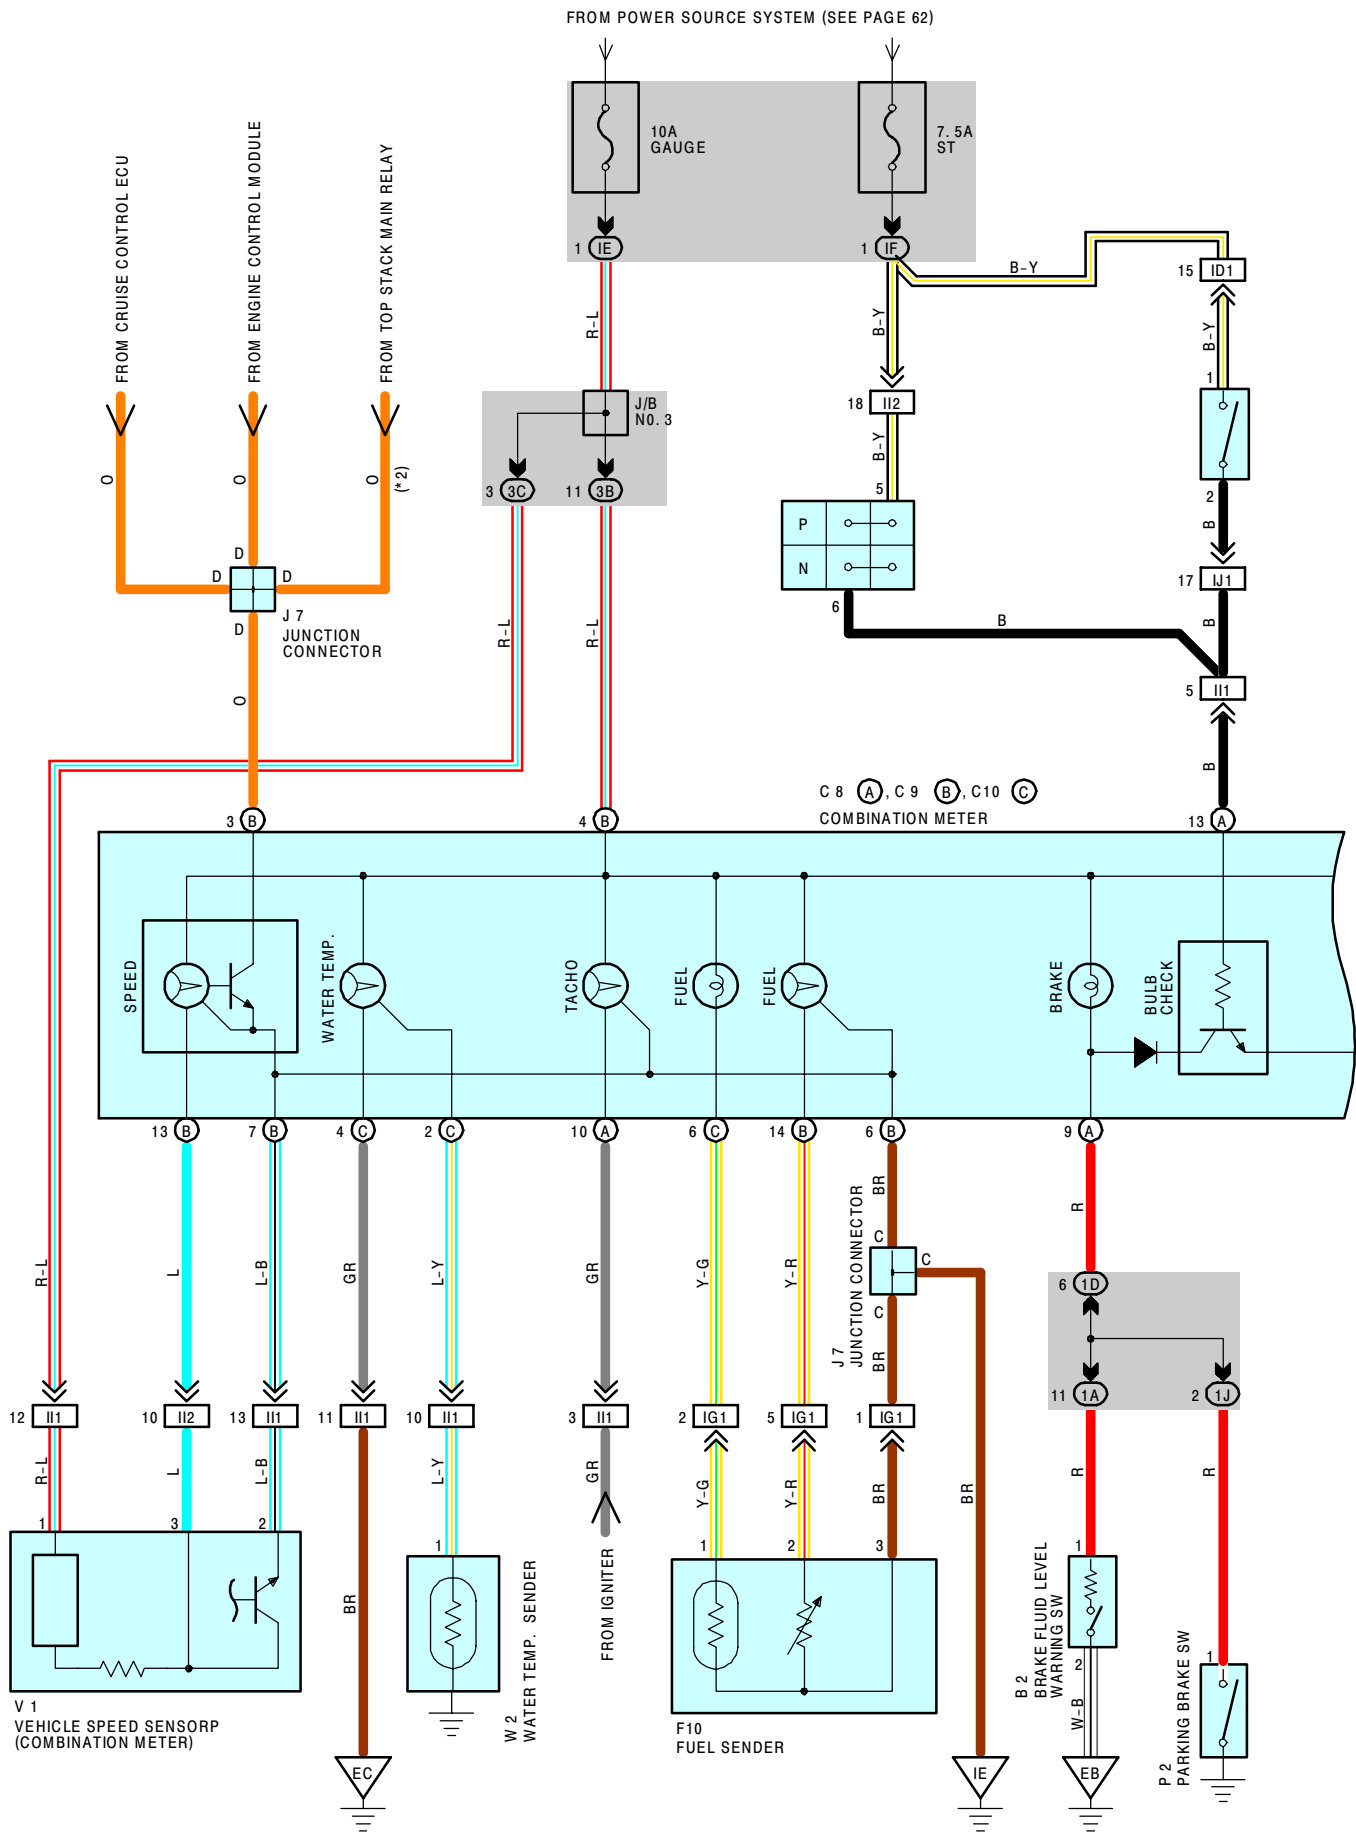 FROM POWER SOURCE SYSTEM (SEE PAGE 62)
10A
GAUGE
7. 5A
ST
FROM CRUISE CONTROL ECU
FROM ENGINE CONTROL MODULE
FROM TOP STACK MAIN RELAY
1 IE
1 IF
B-Y
15 ID1
R-L
B-Y
B-Y
J/B
N0. 3
18 II2
1
O
O
O
(* 2)
B-Y
3 3C
11 3B
5
2
P
N
B
D
D
D
17 IJ1
J 7
JUNCTION
CONNECTOR
D
6
B
B
R-L
R-L
O
5 II1
B
C 8 A, C 9 B, C10 C
COMBINATION METER
3 B
4 B
13 A
SPEED
WATER TEMP.
TACHO
FUEL
FUEL
BRAKE
BULB
CHECK
13 B
7 B
4 C
2 C
10 A
6 C
14 B
6 B
9 A
R-L
L
L-B
GR
L-Y
GR
Y-G
Y-R
BR
R
C
C
C
J 7
JUNCTION CONNECTOR
BR
6 1D
11 1A
2 1J
12 II1
10 II2
13 II1
11 II1
10 II1
3 II1
2 IG1
5 IG1
1 IG1
R-L
L
L-B
L-Y
GR
Y-G
Y-R
BR
BR
R
R
1
3
2
1
1
2
3
1
BR
FROM IGNITER
V 1
VEHICLE SPEED SENSORP
(COMBINATION METER)
W 2
WATER TEMP. SENDER
F10
FUEL SENDER
B 2
BRAKE FLUID LEVEL
WARNING SW
2
W-B
1
P 2
PARKING BRAKE SW
EC
IE
EB